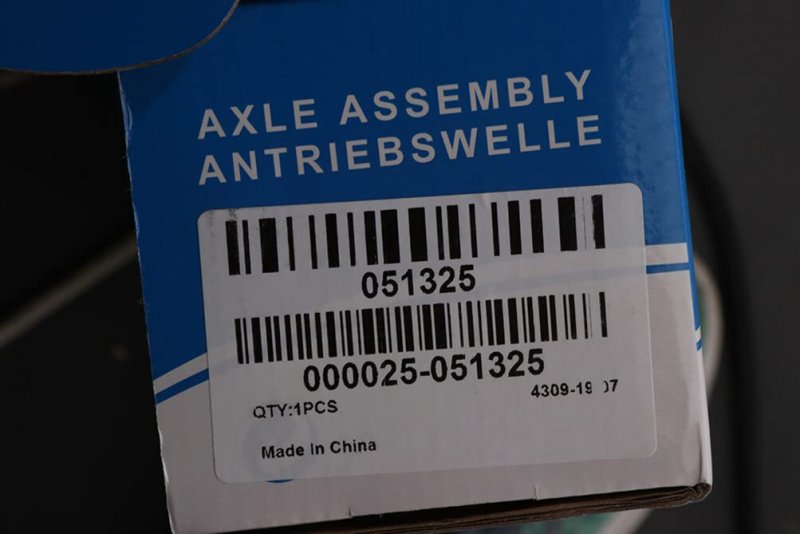 AXLE ASSEMBLY
ANTRIEBSWELLE
051325
000025-051325
QTY:1PCS
Made In China